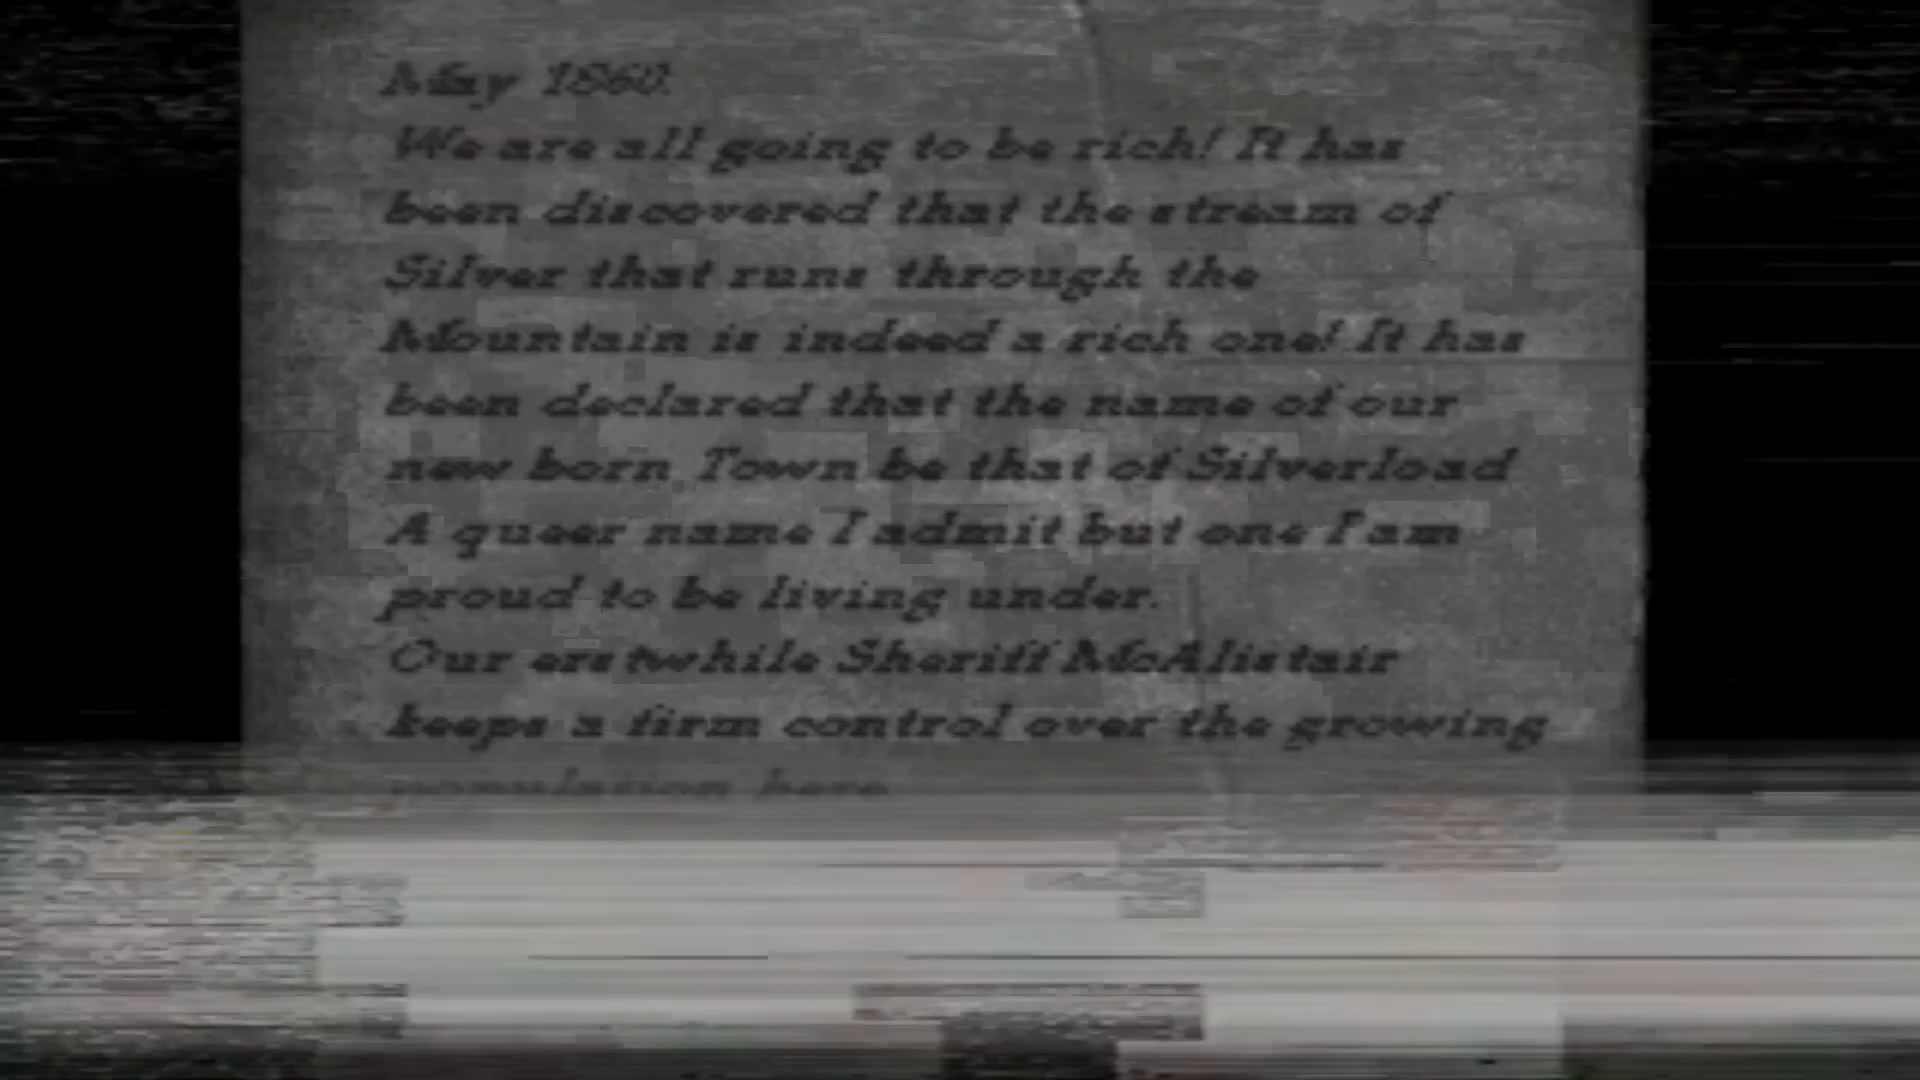 May 1860.
We are all going to be rich! It has
been discovered that the stream of
Silver that runs through the
Mountain is indeed a rich one! It has
been declared that the name of our
new born Town be that of Silverload
A queer name I admit but one I am
proud to be living under.
Our erstwhile Sheriff McAlistair
keeps a firm control over the growing
population here